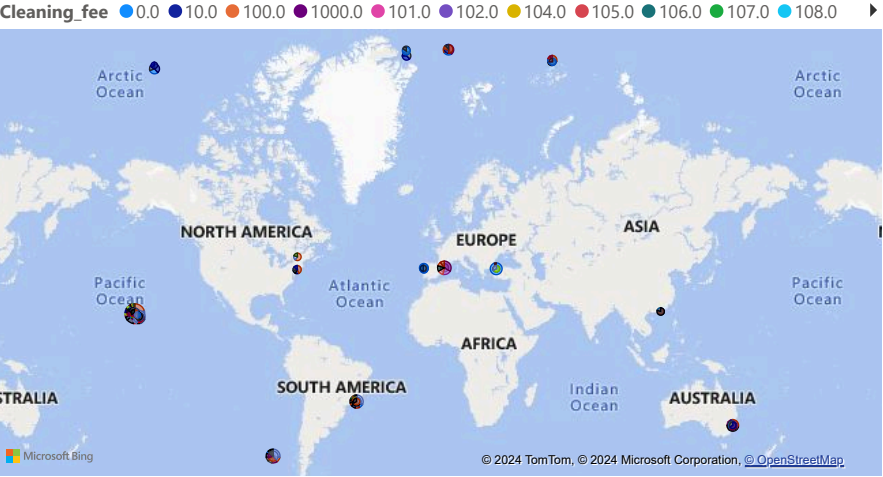 Cleaning_fee 0.0 10.0 100.0 1000.0 101.0 102.0 104.0 105.0 106.0 107.0 108.0
Arctic
Ocean
Arctic
Ocean
NORTH AMERICA
EUROPE
ASIA
Pacific
Ocean
Atlantic
Ocean
Pacific
Ocean
AFRICA
SOUTH AMERICA
Indian
Ocean
STRALIA
AUSTRALIA
Microsoft Bing
© 2024 TomTom, © 2024 Microsoft Corporation, © OpenStreetMap